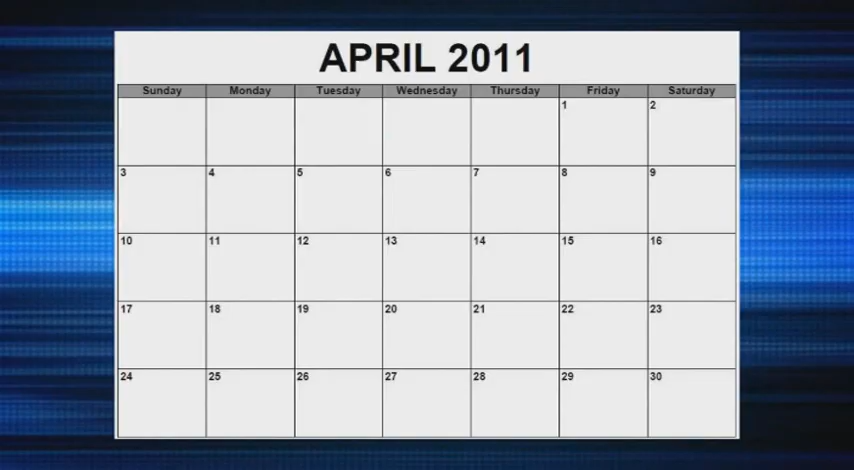 APRIL 2011
Sunday Monday Tuesday Wednesday Thursday Friday Saturday
1 2
3 4 5 6 7 8 9
10 11 12 13 14 15 16
17 18 19 20 21 22 23
24 25 26 27 28 29 30